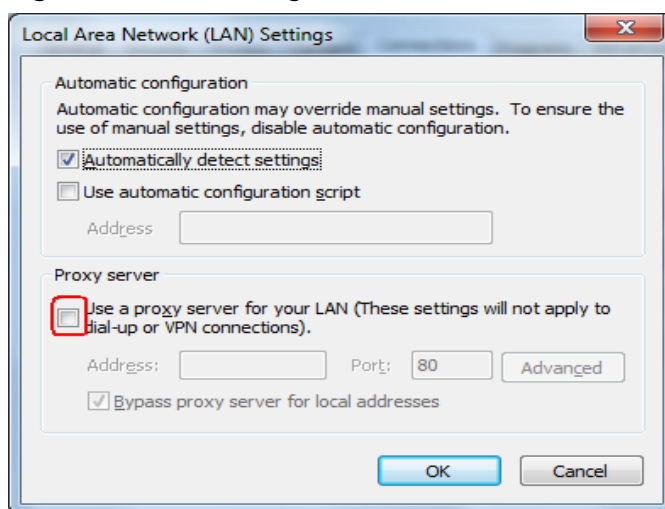 Local Area Network (LAN) Settings
Automatic configuration
Automatic configuration may override manual settings. To ensure the
use of manual settings, disable automatic configuration.
Automatically detect settings
Use automatic configuration script
Address
Proxy server
Use a proxy server for your LAN (These settings will not apply to
dial-up or VPN connections).
Address: Port: 80 Advanced
Bypass proxy server for local addresses
OK Cancel